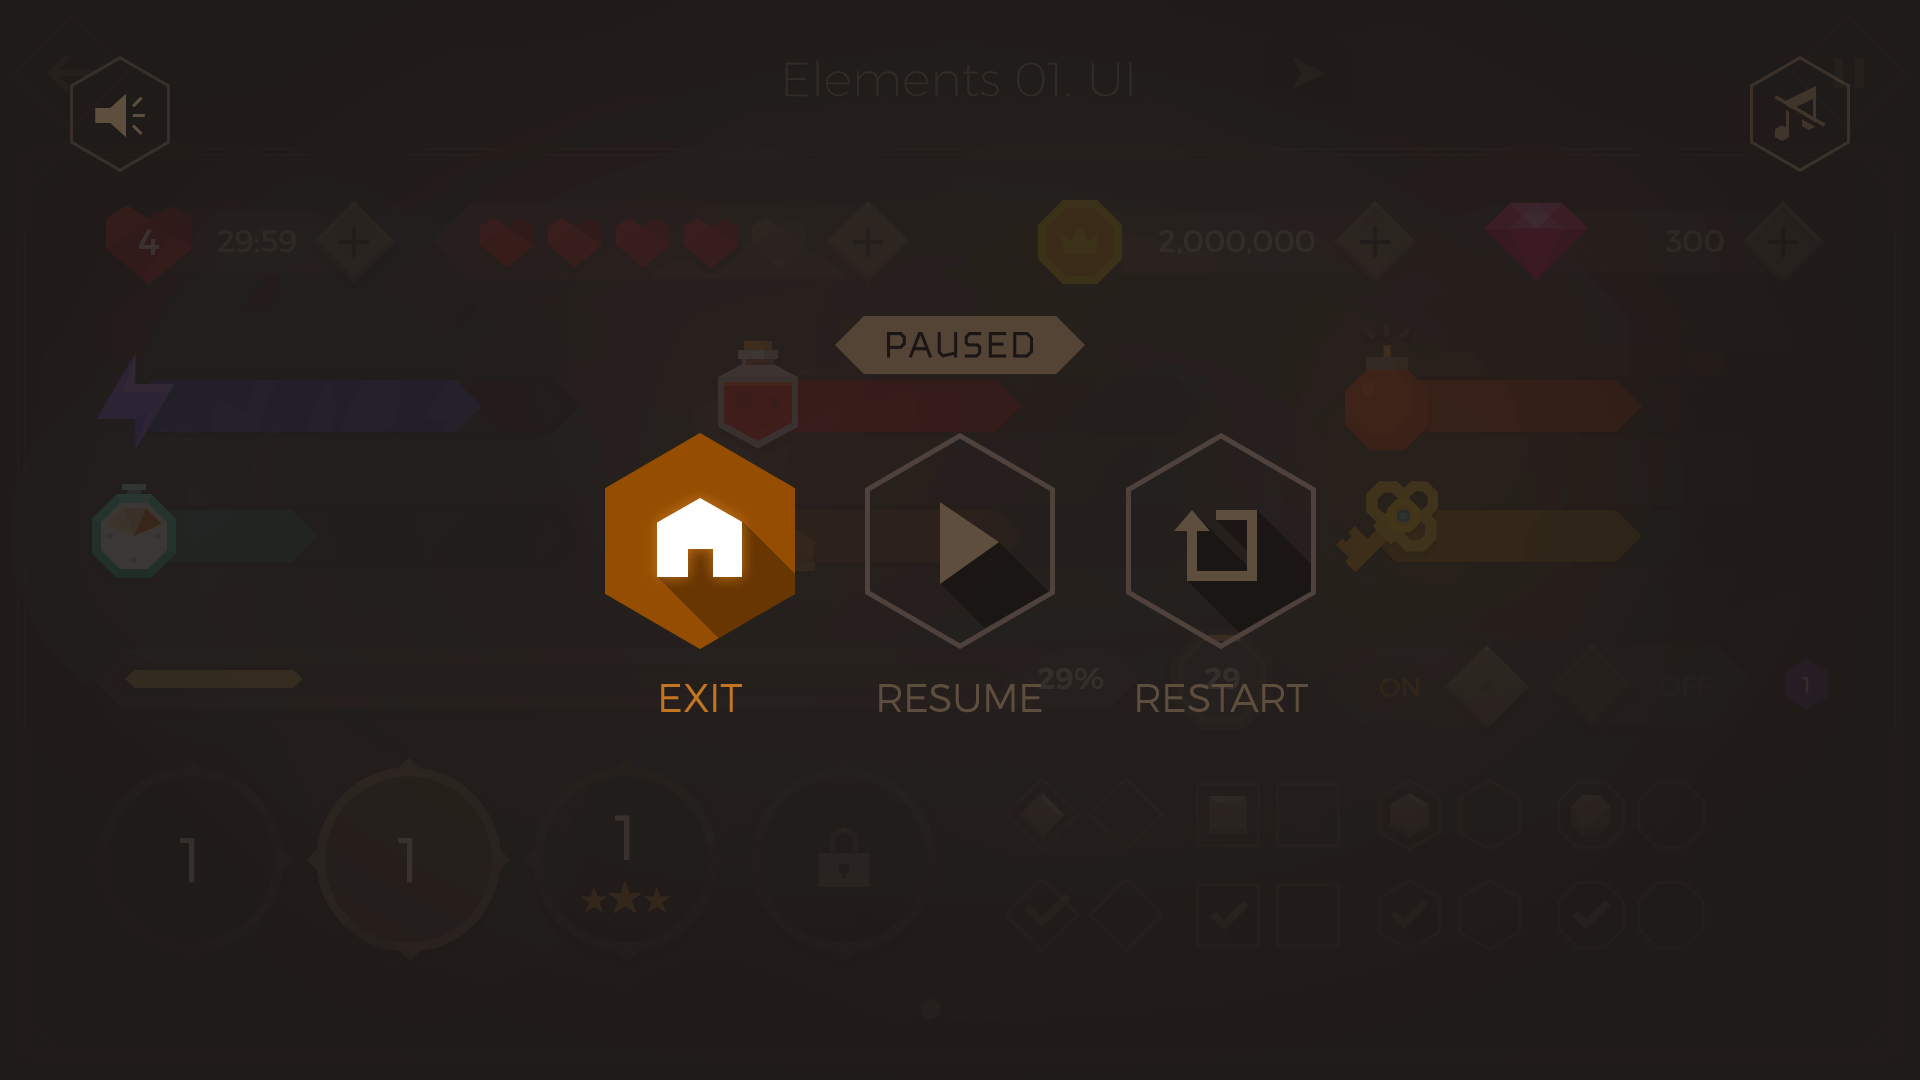 Elements 01. UI
4
29:59
2,000,000
300
PAUSED
EXIT
RESUME
RESTART
29%
29
ON
OFF
1
1
1
1